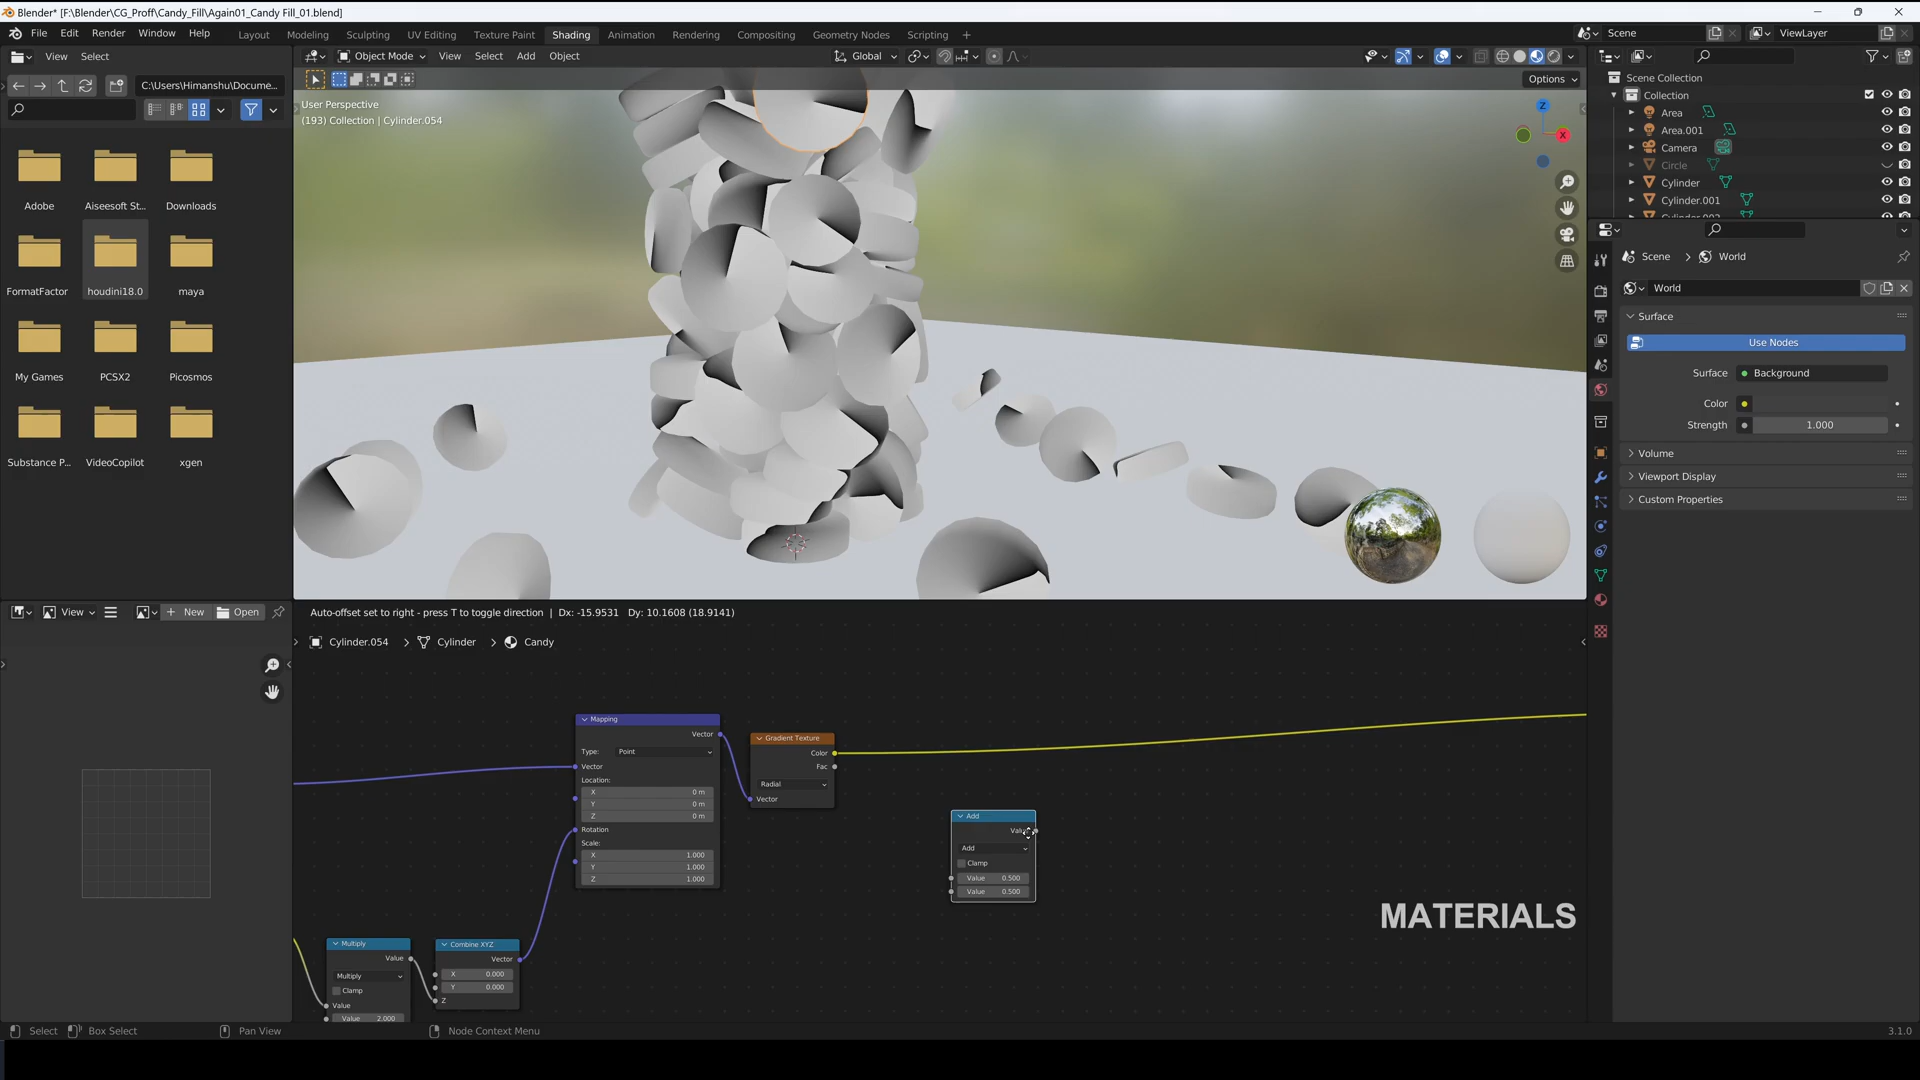 Blender* [F:\Blender\CG_Proff\Candy_Fill\Again01_Candy Fill_01.blend]
File Edit Render Window Help
Layout Modeling Sculpting UV Editing Texture Paint Shading Animation Rendering Compositing Geometry Nodes Scripting +
Scene
ViewLayer
View Select
Object Mode View Select Add Object
Global
C:\Users\Himanshu\Docume...
Options
User Perspective
(193) Collection | Cylinder.054
Z
X
Scene Collection
Collection
Area
Area.001
Camera
Circle
Cylinder
Cylinder.001
Adobe
Aiseesoft St...
Downloads
FormatFactor
houdini18.0
maya
My Games
PCSX2
Picosmos
Substance P...
VideoCopilot
xgen
Scene > World
World
Surface
Use Nodes
Surface Background
Color
Strength 1.000
Volume
Viewport Display
Custom Properties
View
New
Open
Auto-offset set to right - press T to toggle direction | Dx: -15.9531 Dy: 10.1608 (18.9141)
Cylinder.054 > Cylinder > Candy
Mapping
Vector
Type: Point
Vector
Location:
X 0 m
Y 0 m
Z 0 m
Rotation
Scale:
X 1.000
Y 1.000
Z 1.000
Gradient Texture
Color
Fac
Radial
Vector
Add
Value
Add
Clamp
Value 0.500
Value 0.500
Multiply
Value
Multiply
Clamp
Value
Value 2.000
Combine XYZ
Vector
X 0.000
Y 0.000
Z
MATERIALS
Select Box Select Pan View Node Context Menu
3.1.0